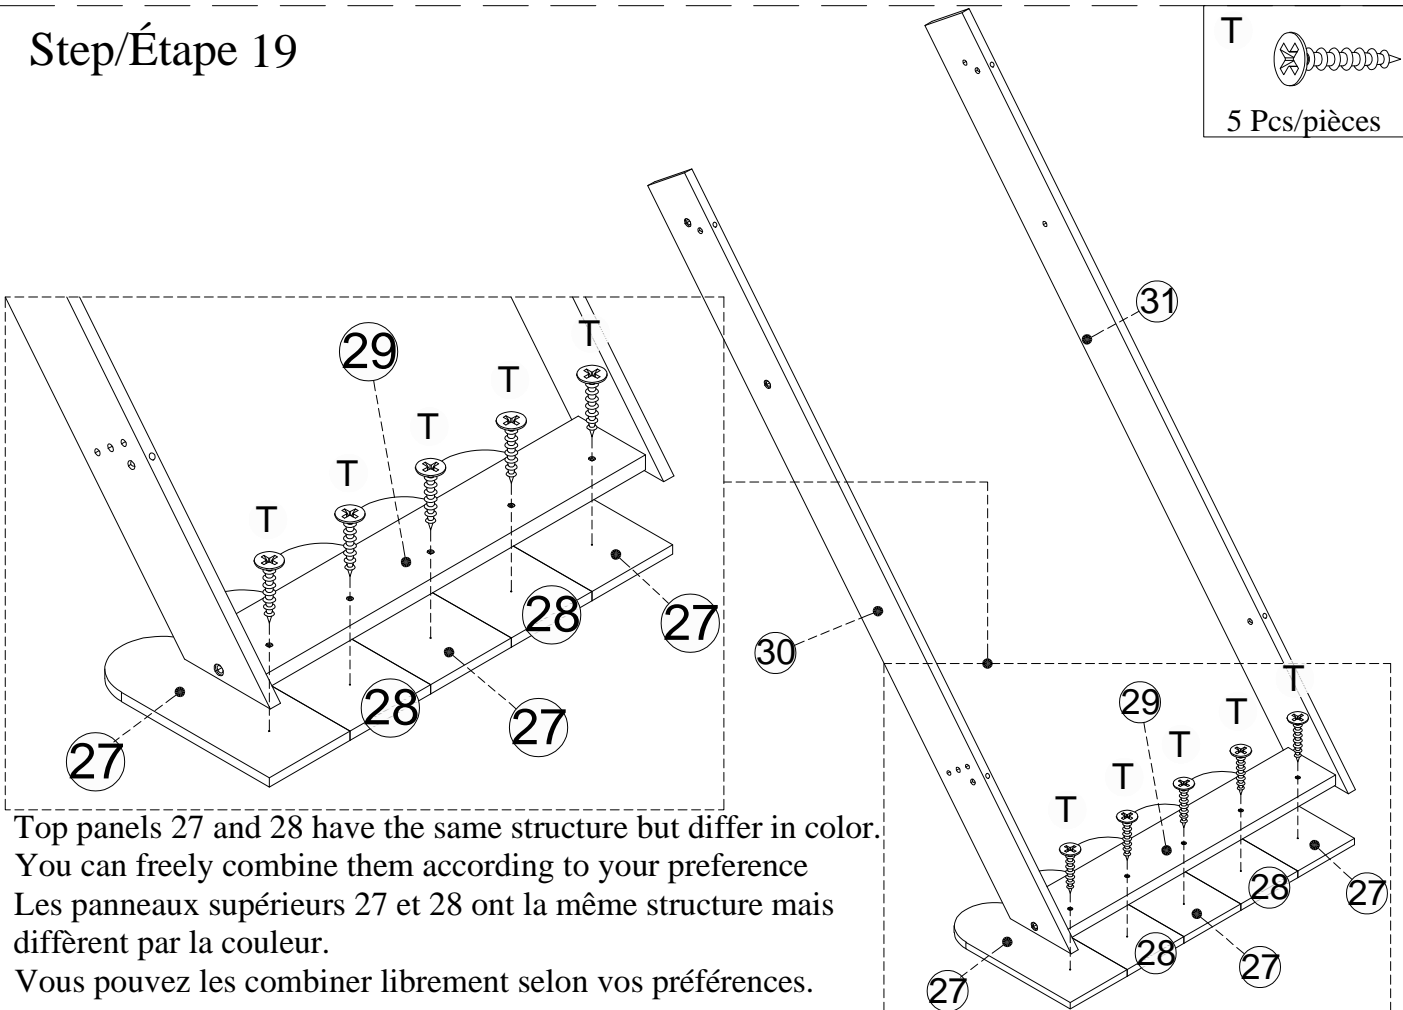 Step/Étape 19
T
5 Pcs/pièces
31
29
T
T
T
T
T
28
27
28
27
27
30
29
T
T
T
T
T
28
27
28
27
27
Top panels 27 and 28 have the same structure but differ in color.
You can freely combine them according to your preference
Les panneaux supérieurs 27 et 28 ont la même structure mais
diffèrent par la couleur.
Vous pouvez les combiner librement selon vos préférences.